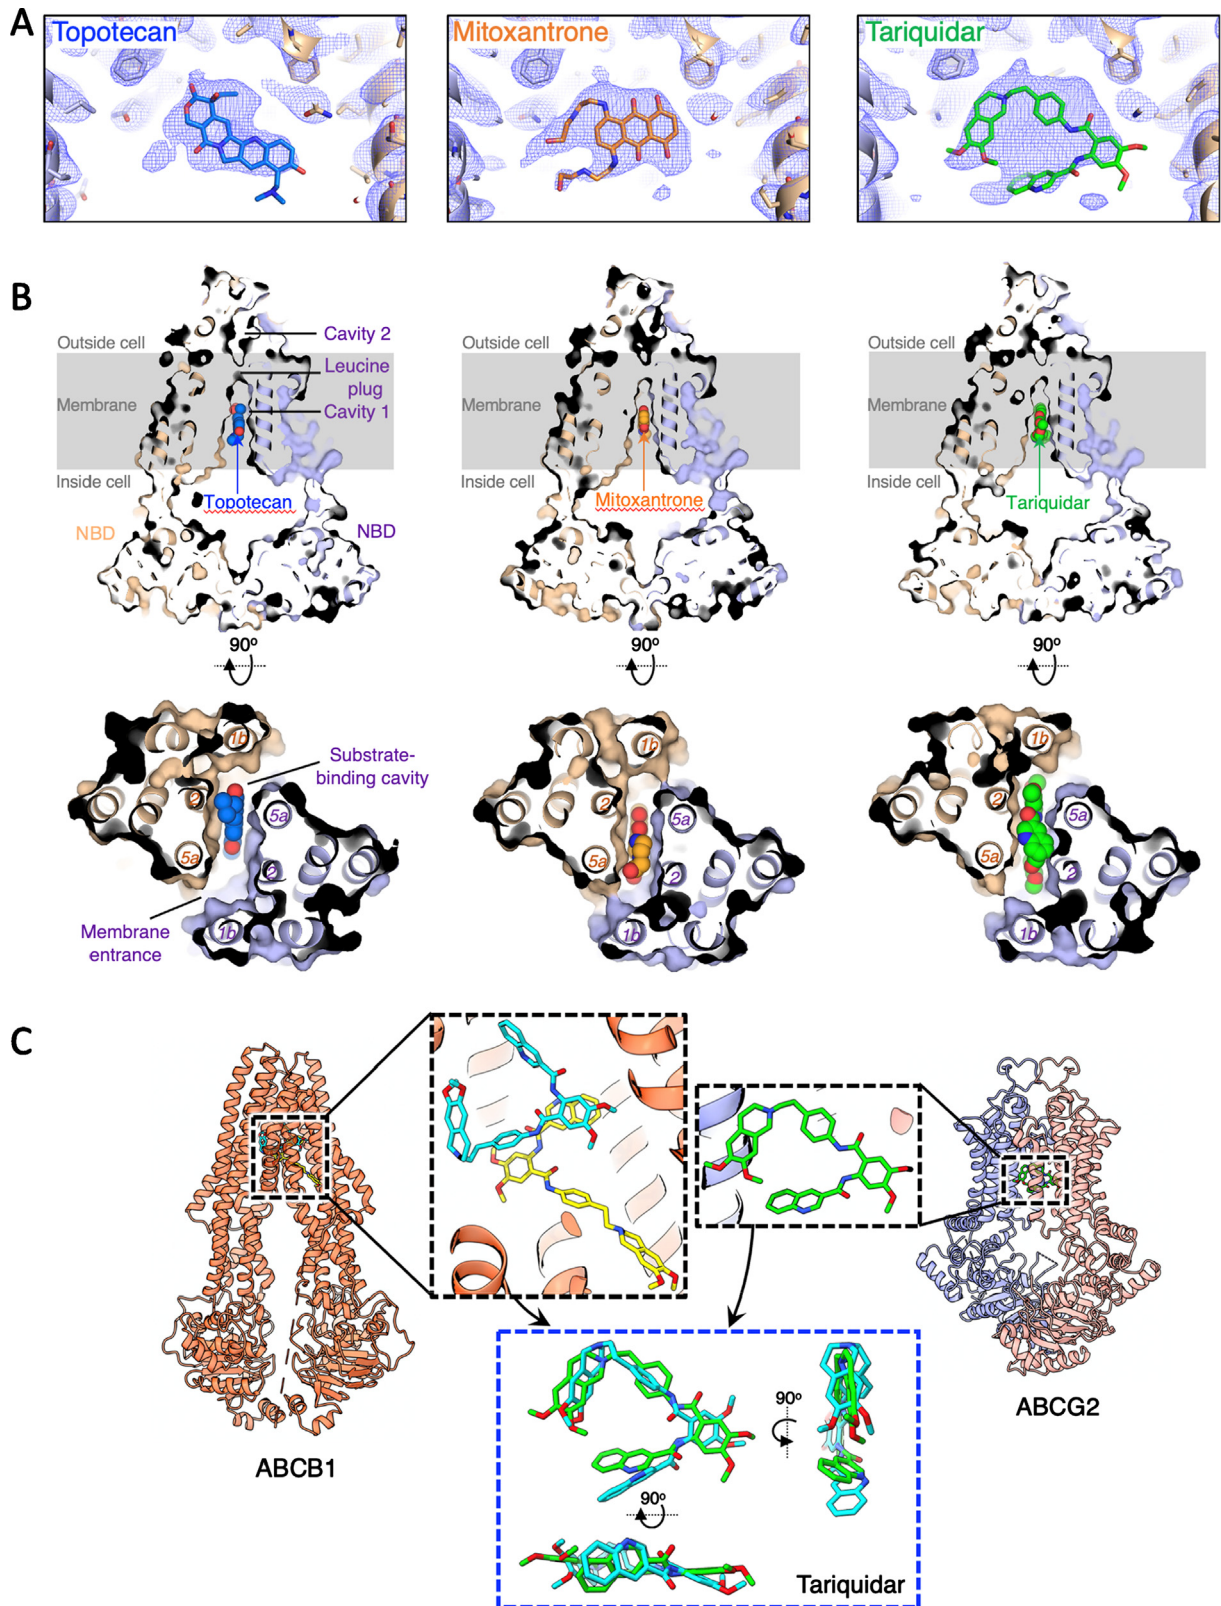 A
Topotecan
Mitoxantrone
Tariquidar
B
Outside cell
Cavity 2
Leucine
plug
Membrane
Cavity 1
Inside cell
Topotecan
NBD
NBD
90º
Outside cell
Membrane
Inside cell
Mitoxantrone
90º
Outside cell
Membrane
Inside cell
Tariquidar
90º
1b
Substrate-
binding cavity
2
5a
5a
2
Membrane
entrance
1b
1b
2
5a
5a
2
1b
1b
2
5a
5a
2
1b
C
ABCB1
ABCG2
90º
90º
Tariquidar